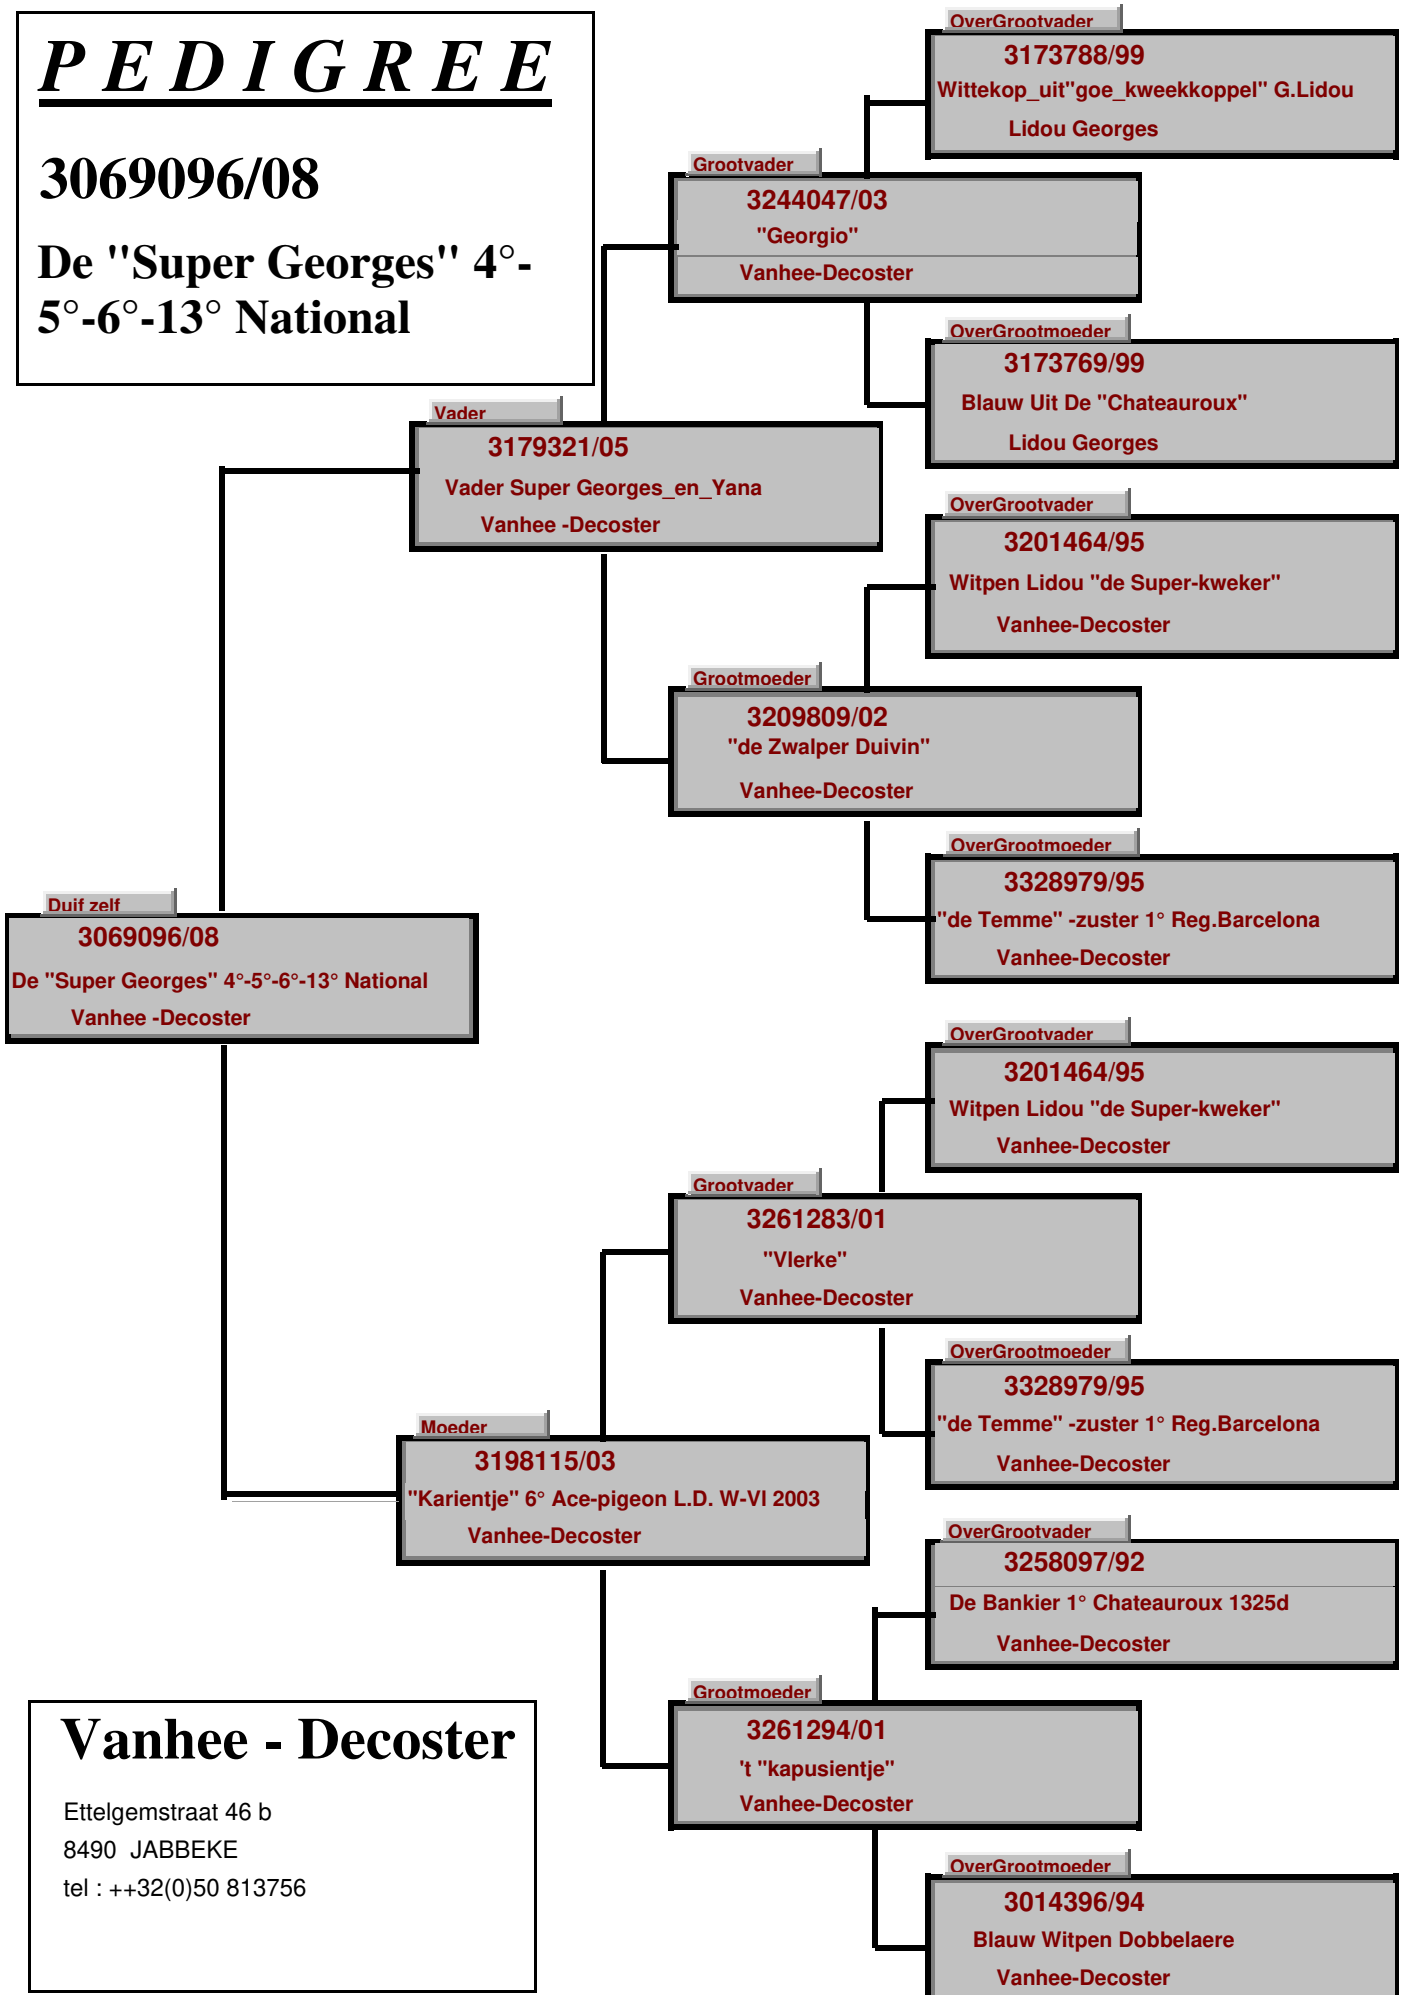 P E D I G R E E
3069096/08
De "Super Georges" 4°-
5°-6°-13° National
OverGrootvader
3173788/99
Wittekop_uit"goe_kweekkoppel" G.Lidou
Lidou Georges
Grootvader
3244047/03
"Georgio"
Vanhee-Decoster
OverGrootmoeder
3173769/99
Blauw Uit De "Chateauroux"
Lidou Georges
Vader
3179321/05
Vader Super Georges_en_Yana
Vanhee -Decoster
OverGrootvader
3201464/95
Witpen Lidou "de Super-kweker"
Vanhee-Decoster
Grootmoeder
3209809/02
"de Zwalper Duivin"
Vanhee-Decoster
OverGrootmoeder
3328979/95
"de Temme" -zuster 1° Reg.Barcelona
Vanhee-Decoster
Duif zelf
3069096/08
De "Super Georges" 4°-5°-6°-13° National
Vanhee -Decoster
OverGrootvader
3201464/95
Witpen Lidou "de Super-kweker"
Vanhee-Decoster
Grootvader
3261283/01
"Vlerke"
Vanhee-Decoster
OverGrootmoeder
3328979/95
"de Temme" -zuster 1° Reg.Barcelona
Vanhee-Decoster
Moeder
3198115/03
"Karientje" 6° Ace-pigeon L.D. W-Vl 2003
Vanhee-Decoster
OverGrootvader
3258097/92
De Bankier 1° Chateauroux 1325d
Vanhee-Decoster
Grootmoeder
3261294/01
't "kapusientje"
Vanhee-Decoster
OverGrootmoeder
3014396/94
Blauw Witpen Dobbelaere
Vanhee-Decoster
Vanhee - Decoster
Ettelgemstraat 46 b
8490 JABBEKE
tel : ++32(0)50 813756